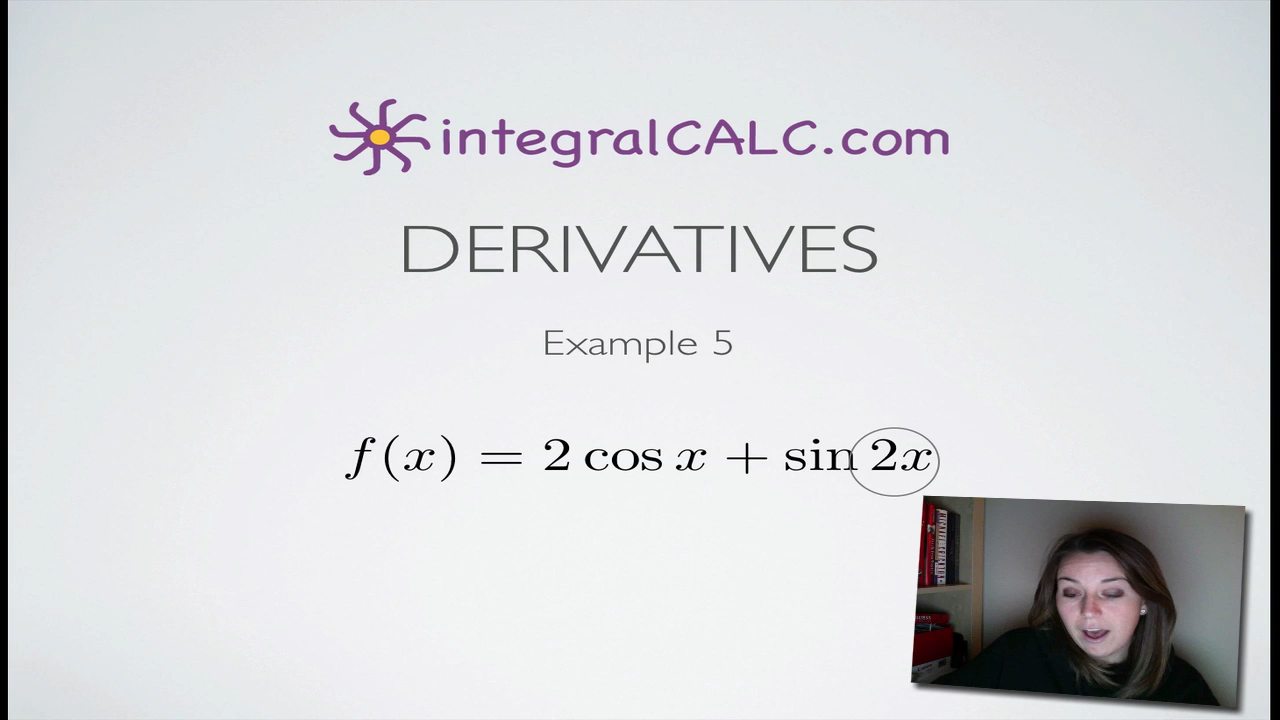 integralCALC.com
DERIVATIVES
Example 5
f(x) = 2 cos x + sin 2x